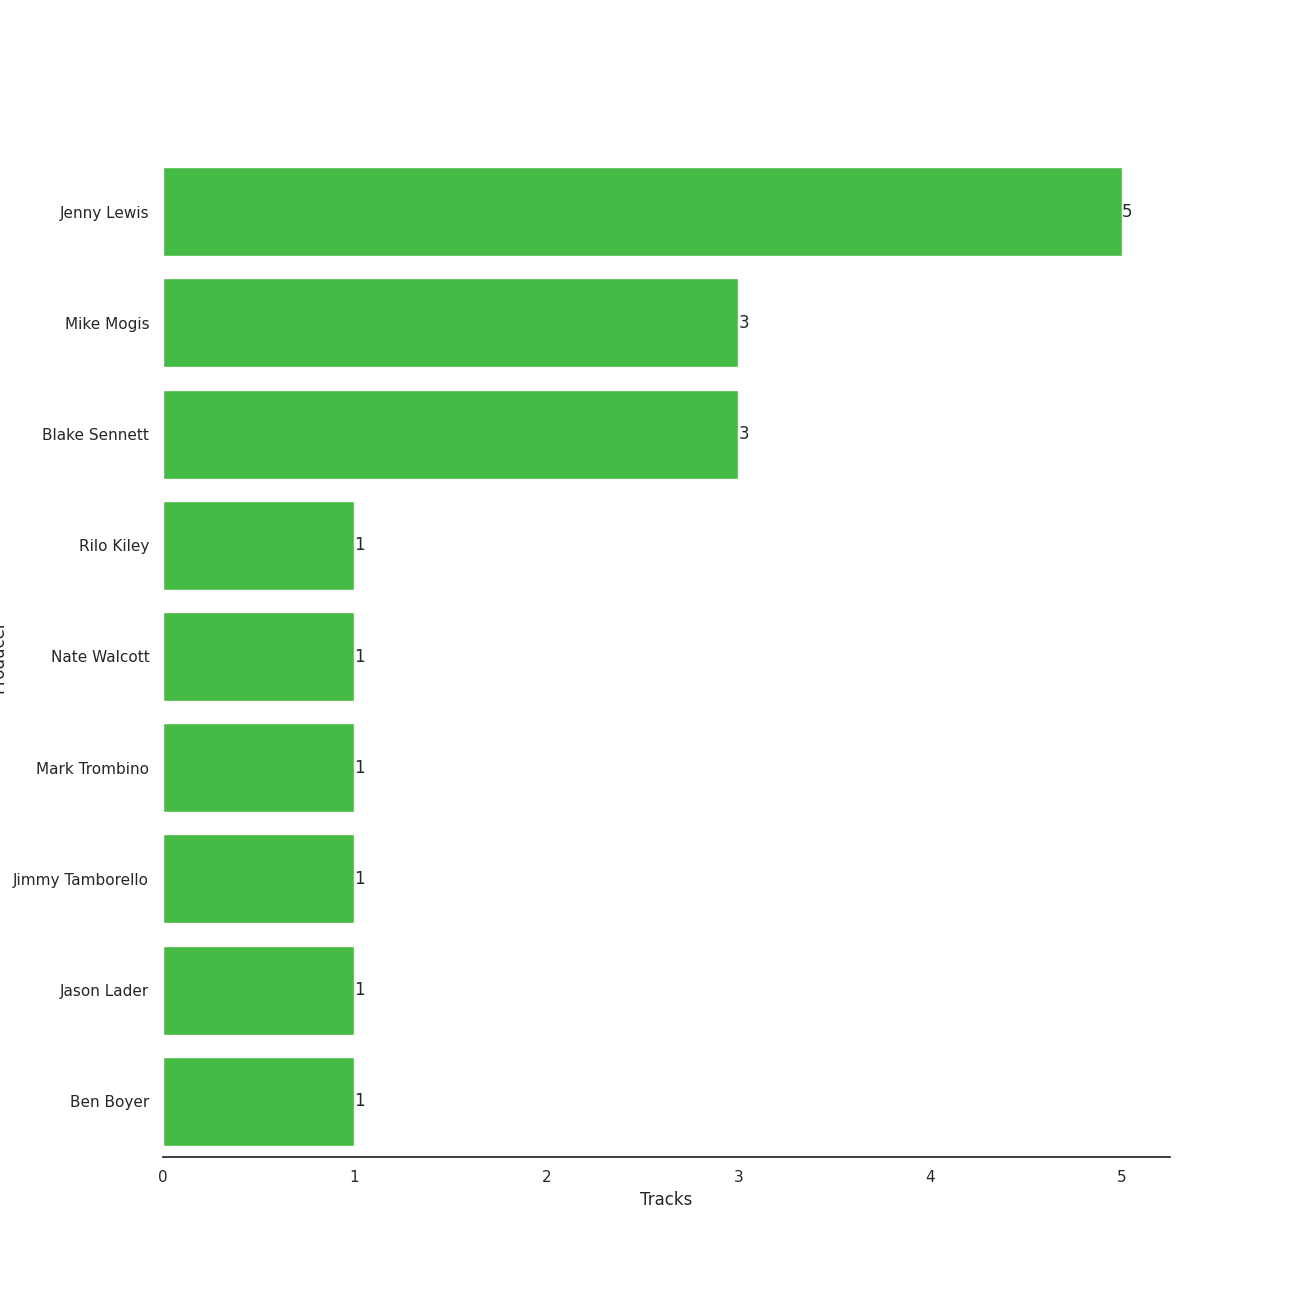 Jenny Lewis 5
Mike Mogis 3
Blake Sennett 3
Rilo Kiley 1
Nate Walcott 1
Mark Trombino 1
Jimmy Tamborello 1
Jason Lader 1
Ben Boyer 1
0 1 2 3 4 5
Tracks